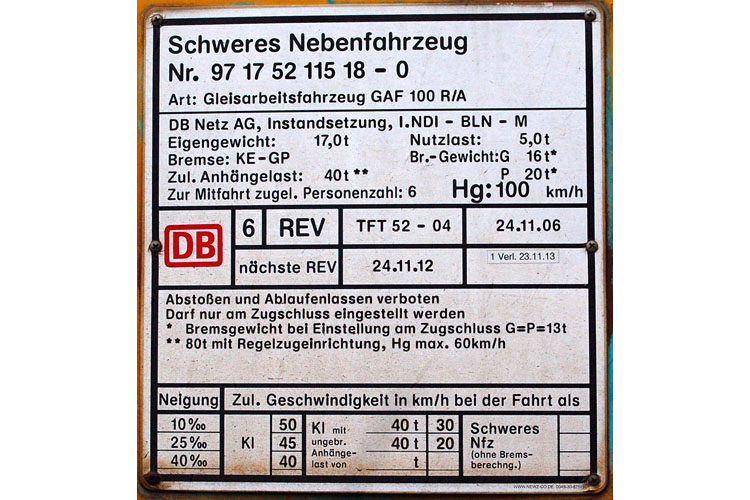 Schweres Nebenfahrzeug
Nr. 97 17 52 115 18 - 0
Art: Gleisarbeitsfahrzeug GAF 100 R/A
DB Netz AG, Instandsetzung, I.NDI - BLN - M
Eigengewicht: 17,0t Nutzlast: 5,0t
Bremse: KE-GP Br.-Gewicht:G 16t*
Zul. Anhängelast: 40t ** P 20t*
Zur Mitfahrt zugel. Personenzahl: 6 Hg: 100 km/h
DB 6 REV TFT 52 - 04 24.11.06
nächste REV 24.11.12 1 Verl. 23.11.13
Abstoßen und Ablaufenlassen verboten
Darf nur am Zugschluss eingestellt werden
* Bremsgewicht bei Einstellung am Zugschluss G=P=13t
** 80t mit Regelzugeinrichtung, Hg max. 60km/h
Neigung Zul. Geschwindigkeit in km/h bei der Fahrt als
10‰ 50 Kl mit 40 t 30 Schweres
25‰ Kl 45 ungebr. 40 t 20 Nfz
40‰ 40 Anhänge- (ohne Brems-
last von t berechng.)